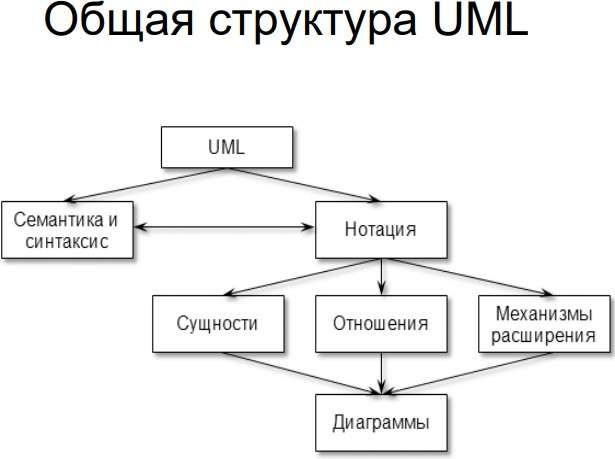 Общая структура UML
UML
Семантика и
синтаксис
Нотация
Сущности
Отношения
Механизмы
расширения
Диаграммы